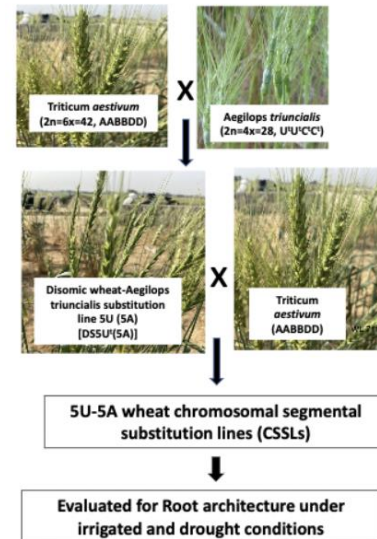 Triticum aestivum
(2n=6x=42, AABBDD)
X
Aegilops triuncialis
(2n=4x=28, UᵗUᵗCᵗCᵗ)
Disomic wheat-Aegilops
triuncialis substitution
line 5U (5A)
[DS5Uᵗ(5A)]
X
Triticum
aestivum
(AABBDD)
5U-5A wheat chromosomal segmental
substitution lines (CSSLs)
Evaluated for Root architecture under
irrigated and drought conditions